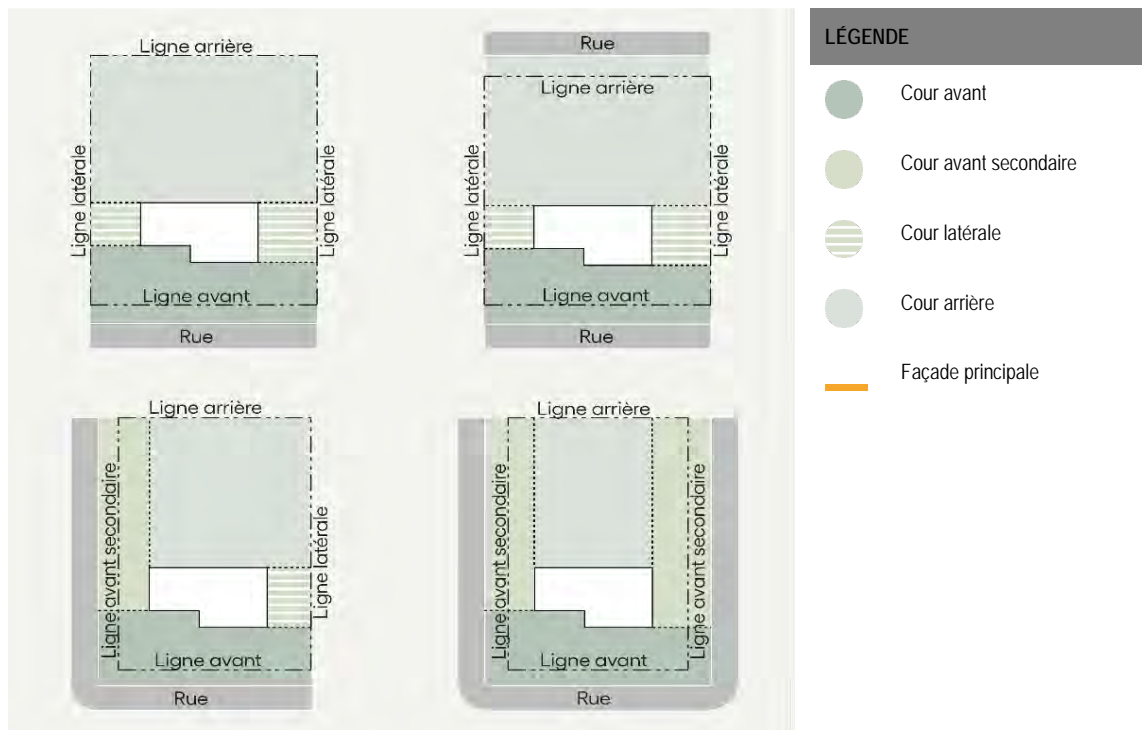 Ligne arrière
Ligne latérale
Ligne latérale
Ligne avant
Rue
Rue
Ligne arrière
Ligne latérale
Ligne latérale
Ligne avant
Rue
Ligne arrière
Ligne avant secondaire
Ligne latérale
Ligne avant
Rue
Ligne arrière
Ligne avant secondaire
Ligne avant secondaire
Ligne avant
Rue
LÉGENDE
Cour avant
Cour avant secondaire
Cour latérale
Cour arrière
Façade principale